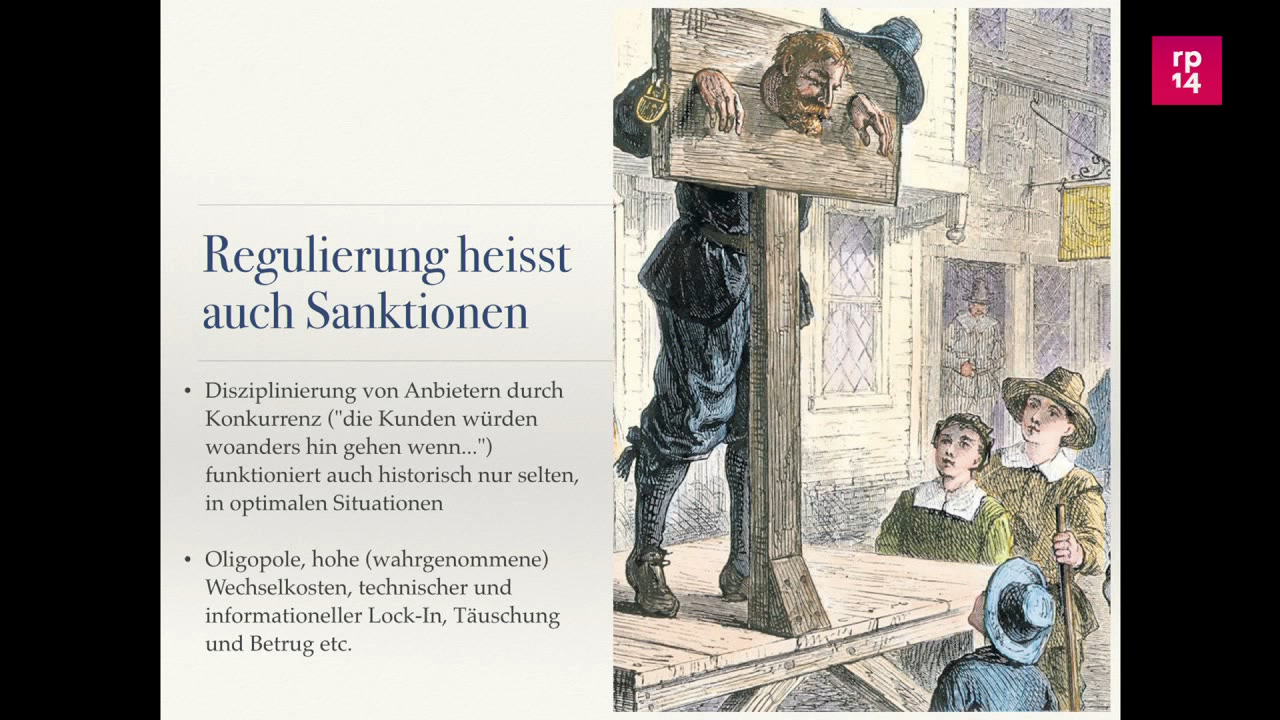 rp
14
Regulierung heisst
auch Sanktionen
• Disziplinierung von Anbietern durch
Konkurrenz ("die Kunden würden
woanders hin gehen wenn...")
funktioniert auch historisch nur selten,
in optimalen Situationen
• Oligopole, hohe (wahrgenommene)
Wechselkosten, technischer und
informationeller Lock-In, Täuschung
und Betrug etc.